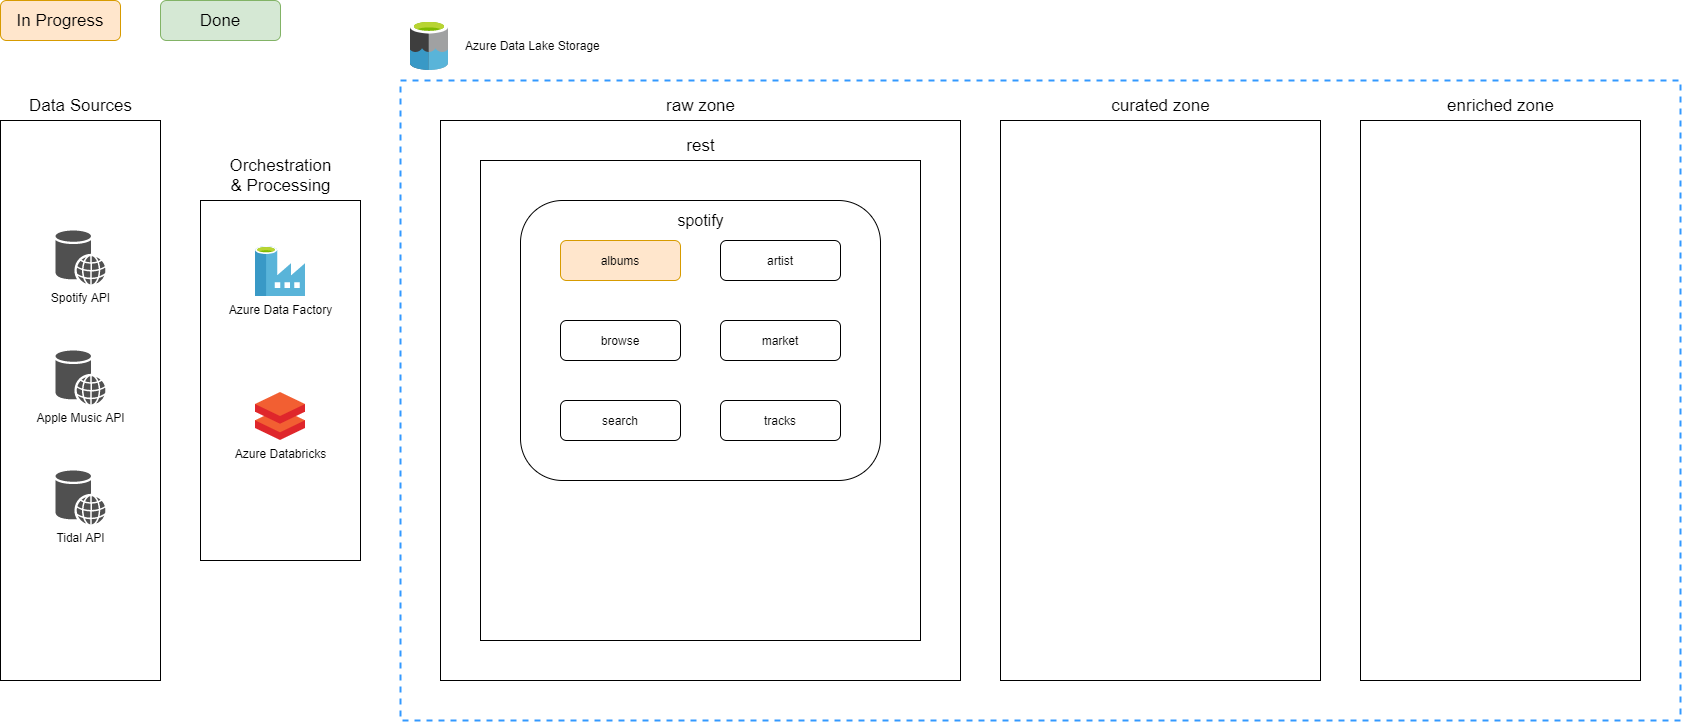 In Progress
Done
Azure Data Lake Storage
Data Sources
raw zone
curated zone
enriched zone
rest
Orchestration
& Processing
spotify
albums
artist
Spotify API
Azure Data Factory
browse
market
Apple Music API
search
tracks
Azure Databricks
Tidal API